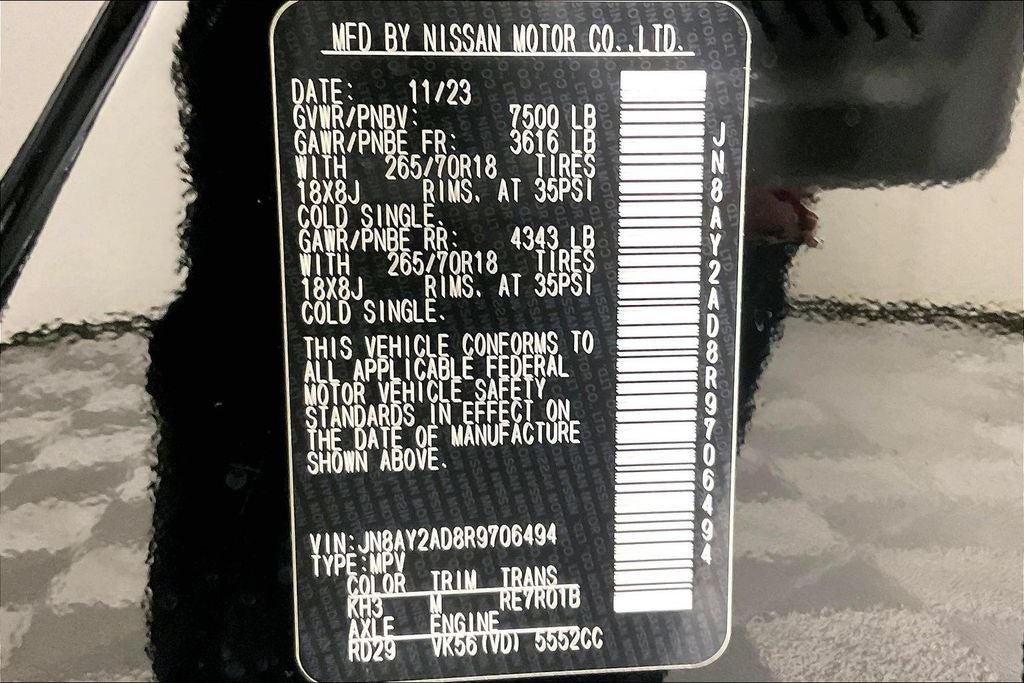 MFD BY NISSAN MOTOR CO.,LTD.
DATE: 11/23
GVWR/PNBV: 7500 LB
GAWR/PNBE FR: 3616 LB
WITH 265/70R18 TIRES
18X8J RIMS. AT 35PSI
COLD SINGLE.
GAWR/PNBE RR: 4343 LB
WITH 265/70R18 TIRES
18X8J RIMS. AT 35PSI
COLD SINGLE.
THIS VEHICLE CONFORMS TO
ALL APPLICABLE FEDERAL
MOTOR VEHICLE SAFETY
STANDARDS IN EFFECT ON
THE DATE OF MANUFACTURE
SHOWN ABOVE.
VIN:JN8AY2AD8R9706494
TYPE:MPV
COLOR TRIM TRANS
KH3 M RE7R01B
AXLE ENGINE
RD29 VK56(VD) 5552CC
JN8AY2AD8R9706494